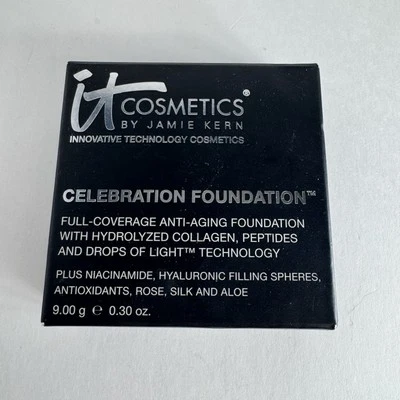 it COSMETICS®
BY JAMIE KERN
INNOVATIVE TECHNOLOGY COSMETICS
CELEBRATION FOUNDATION™
FULL-COVERAGE ANTI-AGING FOUNDATION
WITH HYDROLYZED COLLAGEN, PEPTIDES
AND DROPS OF LIGHT™ TECHNOLOGY
PLUS NIACINAMIDE, HYALURONIC FILLING SPHERES,
ANTIOXIDANTS, ROSE, SILK AND ALOE
9.00 g ℮ 0.30 oz.